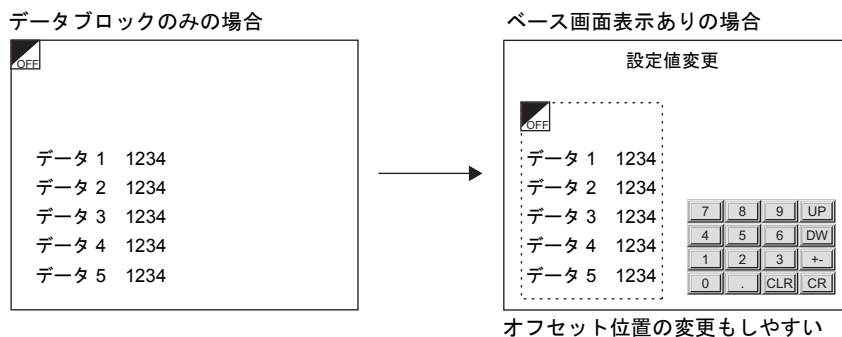 データブロックのみの場合
OFF
データ 1 1234
データ 2 1234
データ 3 1234
データ 4 1234
データ 5 1234
ベース画面表示ありの場合
設定値変更
OFF
データ 1 1234
データ 2 1234
データ 3 1234
データ 4 1234
データ 5 1234
7 8 9 UP
4 5 6 DW
1 2 3 +-
0 . CLR CR
オフセット位置の変更もしやすい